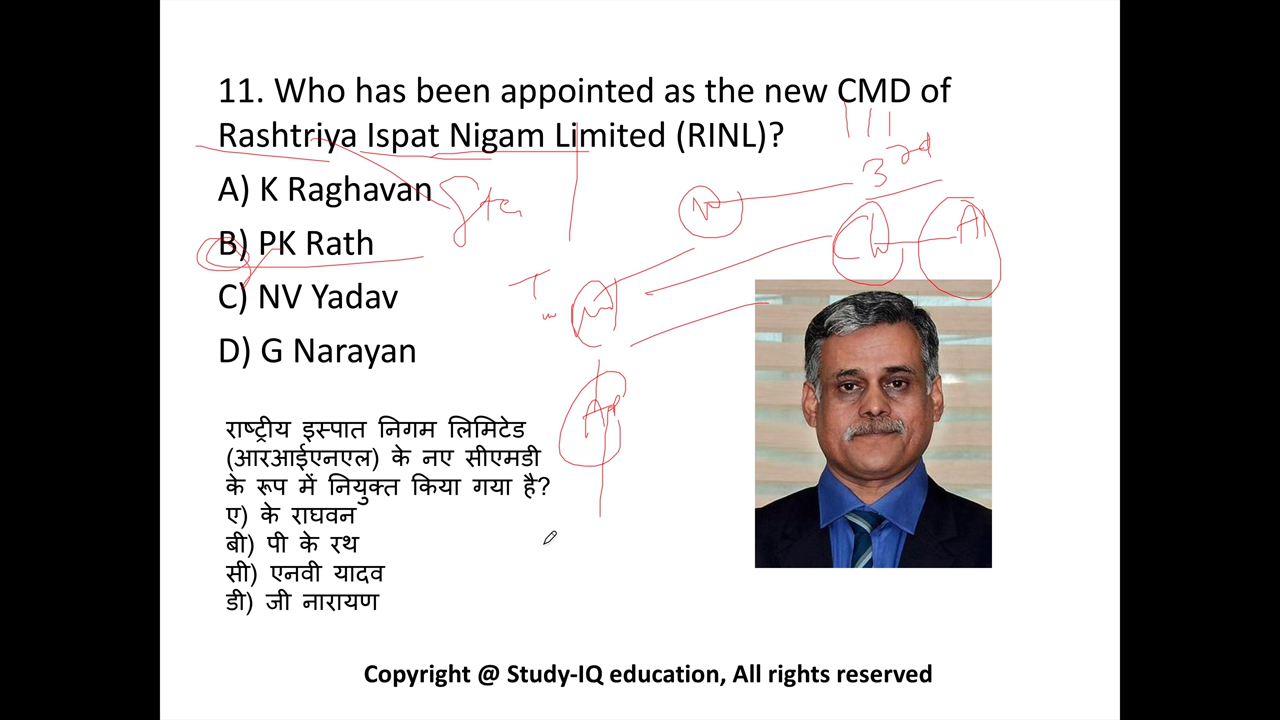 11. Who has been appointed as the new CMD of
Rashtriya Ispat Nigam Limited (RINL)?
A) K Raghavan
B) PK Rath
C) NV Yadav
D) G Narayan
3rd
राष्ट्रीय इस्पात निगम लिमिटेड
(आरआईएनएल) के नए सीएमडी
के रूप में नियुक्त किया गया है?
ए) के राघवन
बी) पी के रथ
सी) एनवी यादव
डी) जी नारायण
Copyright @ Study-IQ education, All rights reserved